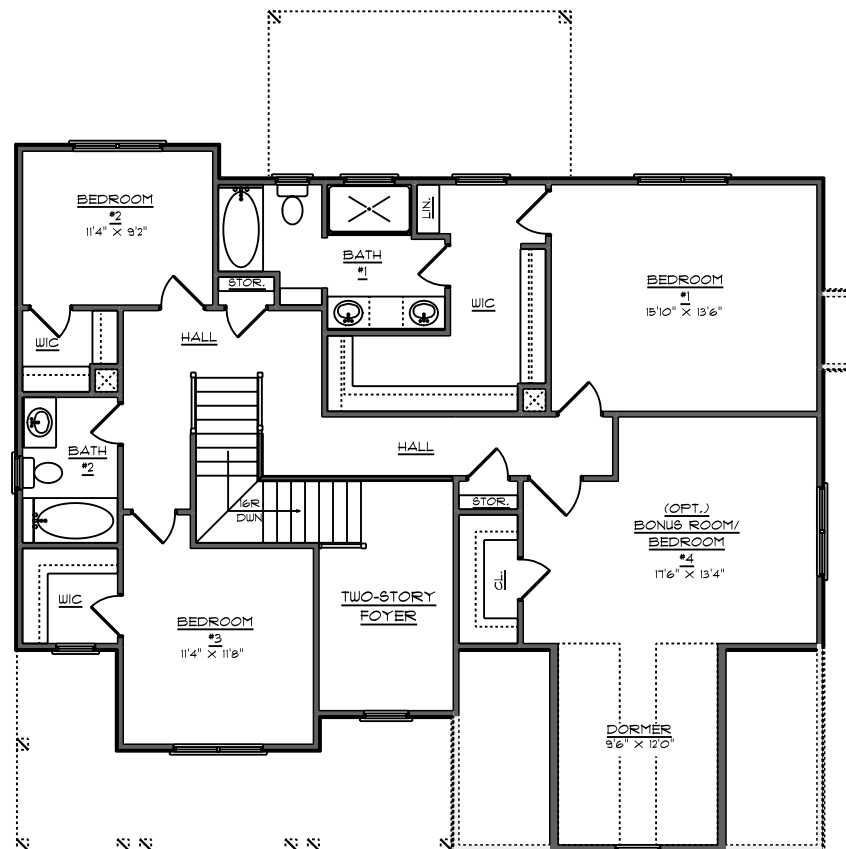 BEDROOM
#2
11'4" X 9'2"
STOR.
BATH
#1
LIN.
WIC
BEDROOM
#1
15'10" X 13'6"
WIC
HALL
BATH
#2
HALL
STOR.
16R
DWN
(OPT.)
BONUS ROOM/
BEDROOM
#4
17'6" X 13'4"
CL.
WIC
BEDROOM
#3
11'4" X 11'8"
TWO-STORY
FOYER
DORMER
9'6" X 12'0"